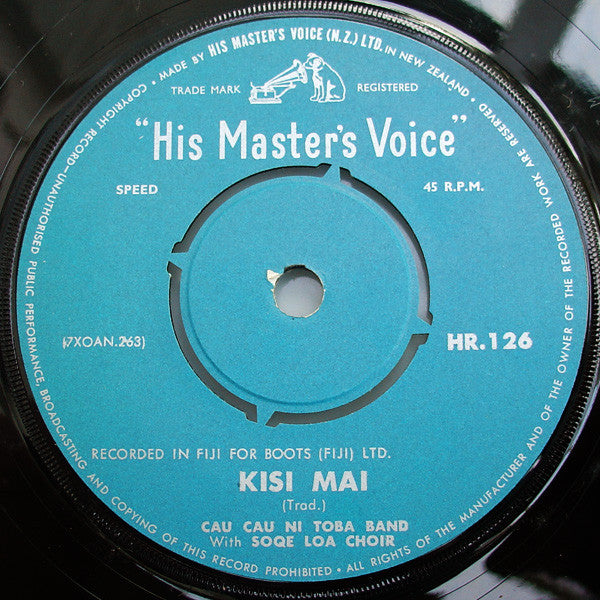 MADE BY HIS MASTER'S VOICE (N.Z.) LTD. IN NEW ZEALAND • COPYRIGHT RECORD—UNAUTHORISED PUBLIC PERFORMANCE, BROADCASTING AND COPYING OF THIS RECORD PROHIBITED • ALL RIGHTS OF THE MANUFACTURER AND OF THE OWNER OF THE RECORDED WORK ARE RESERVED •
TRADE MARK REGISTERED
"His Master's Voice"
SPEED 45 R.P.M.
(7XOAN.263) HR.126
RECORDED IN FIJI FOR BOOTS (FIJI) LTD.
KISI MAI
(Trad.)
CAU CAU NI TOBA BAND
With SOQE LOA CHOIR